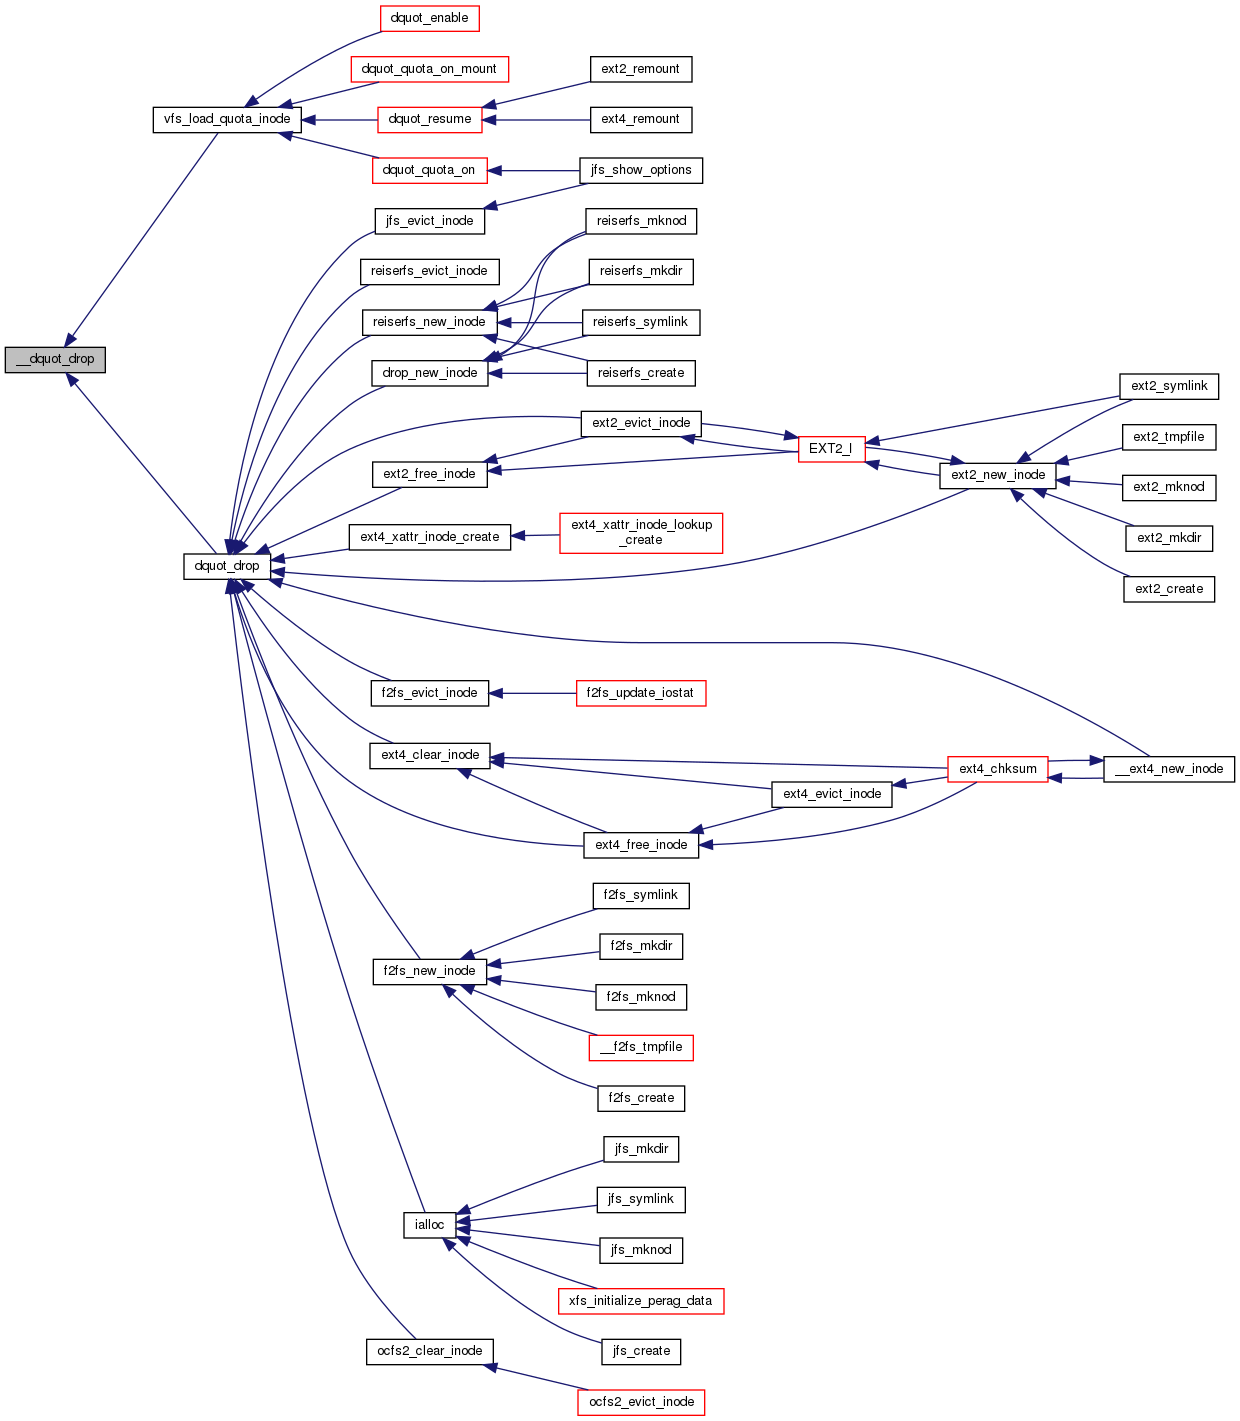 dquot_enable
dquot_quota_on_mount
ext2_remount
vfs_load_quota_inode
dquot_resume
ext4_remount
dquot_quota_on
jfs_show_options
jfs_evict_inode
reiserfs_mknod
reiserfs_evict_inode
reiserfs_mkdir
reiserfs_new_inode
reiserfs_symlink
__dquot_drop
drop_new_inode
reiserfs_create
ext2_symlink
ext2_evict_inode
ext2_tmpfile
EXT2_I
ext2_free_inode
ext2_new_inode
ext2_mknod
ext4_xattr_inode_create
ext4_xattr_inode_lookup
_create
ext2_mkdir
dquot_drop
ext2_create
f2fs_evict_inode
f2fs_update_iostat
ext4_clear_inode
ext4_chksum
__ext4_new_inode
ext4_evict_inode
ext4_free_inode
f2fs_symlink
f2fs_mkdir
f2fs_new_inode
f2fs_mknod
__f2fs_tmpfile
f2fs_create
jfs_mkdir
jfs_symlink
ialloc
jfs_mknod
xfs_initialize_perag_data
jfs_create
ocfs2_clear_inode
ocfs2_evict_inode